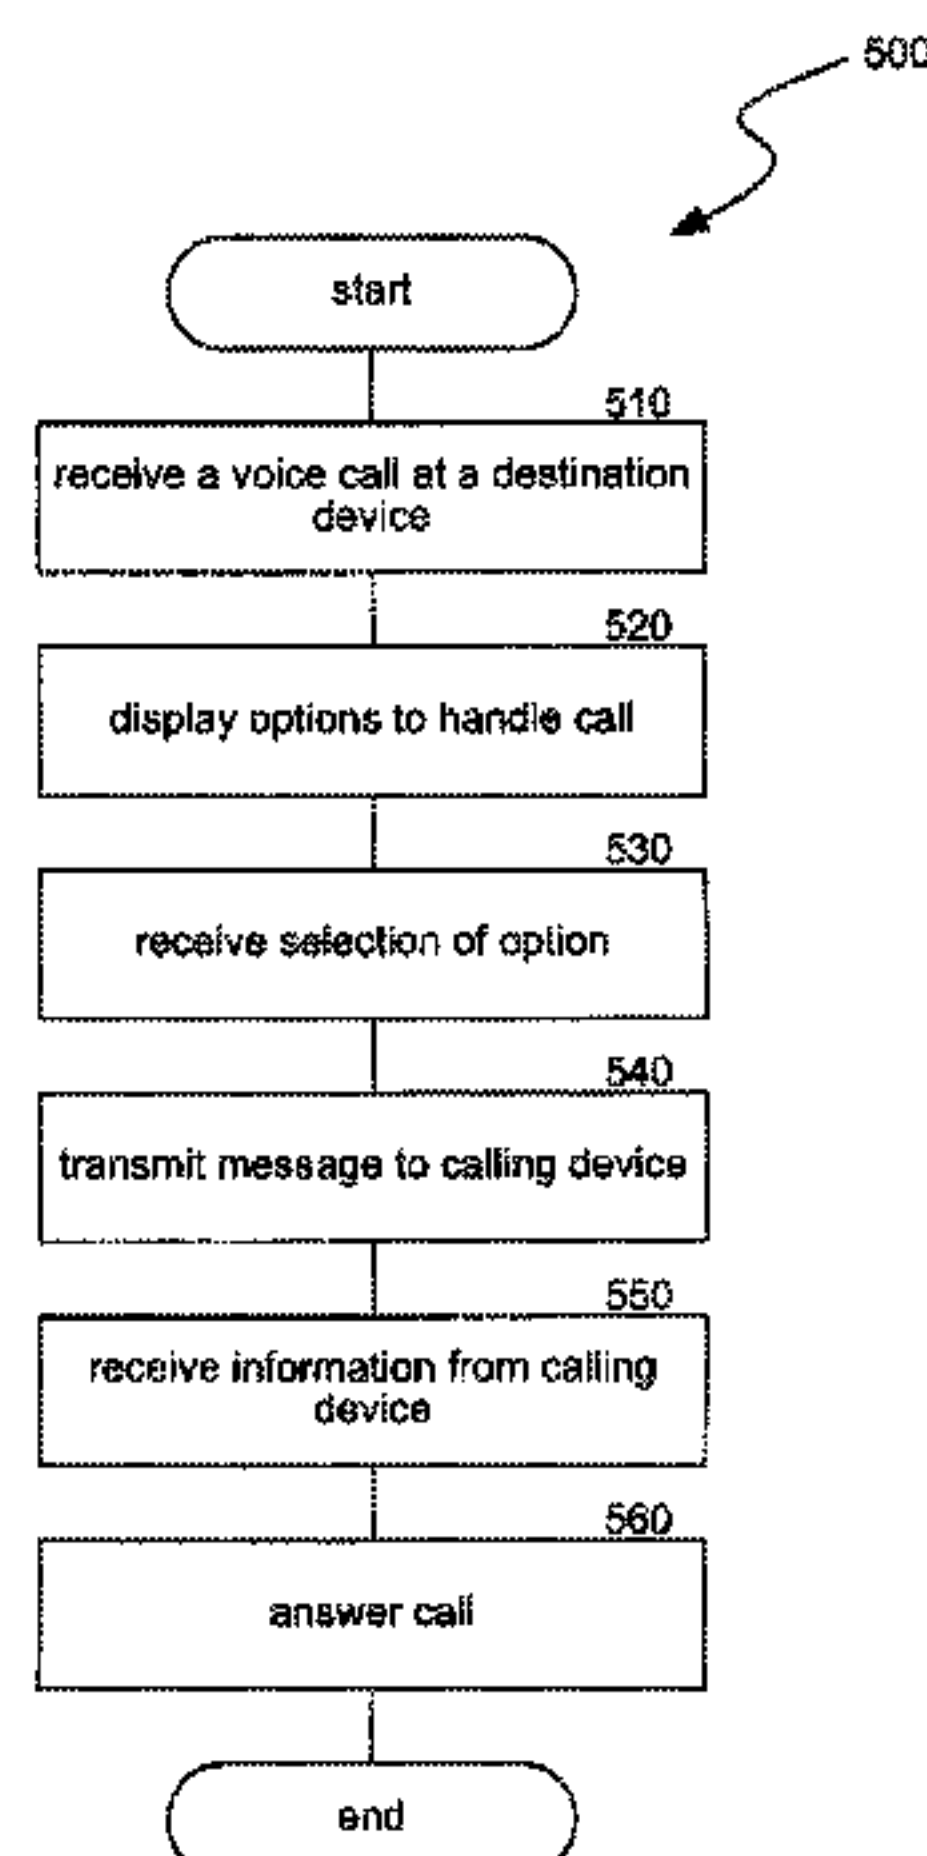 500
start
510
receive a voice call at a destination
device
520
display options to handle call
530
receive selection of option
540
transmit message to calling device
550
receive information from calling
device
560
answer call
end